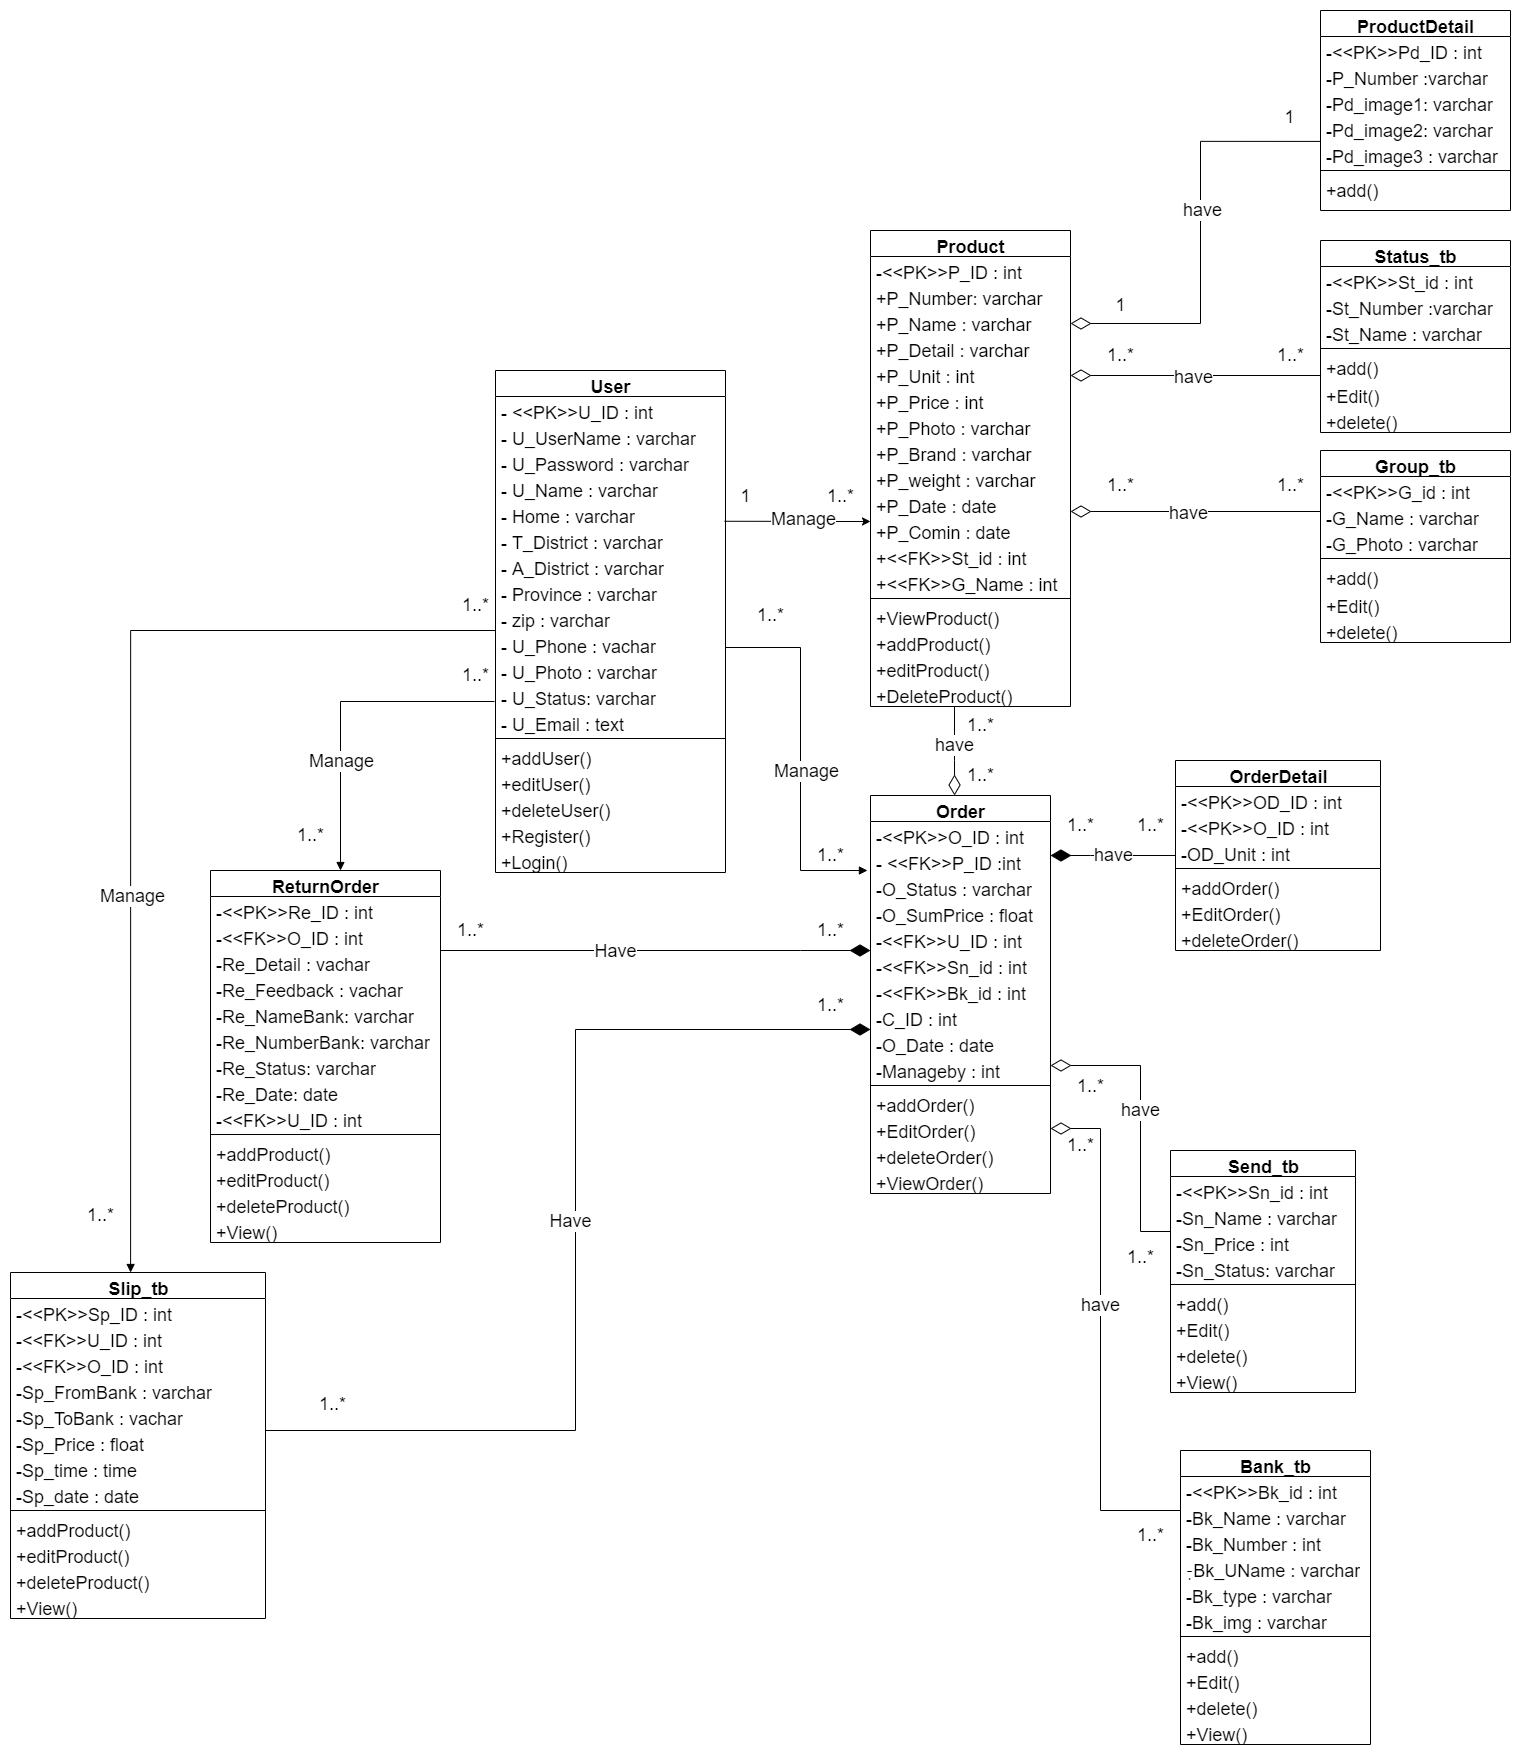 ProductDetail
-<<PK>>Pd_ID : int
-P_Number :varchar
-Pd_image1: varchar
-Pd_image2: varchar
-Pd_image3 : varchar
+add()
1
have
1
Status_tb
-<<PK>>St_id : int
-St_Number :varchar
-St_Name : varchar
+add()
+Edit()
+delete()
1..*
have
1..*
Group_tb
-<<PK>>G_id : int
-G_Name : varchar
-G_Photo : varchar
+add()
+Edit()
+delete()
1..*
have
1..*
Product
-<<PK>>P_ID : int
+P_Number: varchar
+P_Name : varchar
+P_Detail : varchar
+P_Unit : int
+P_Price : int
+P_Photo : varchar
+P_Brand : varchar
+P_weight : varchar
+P_Date : date
+P_Comin : date
+<<FK>>St_id : int
+<<FK>>G_Name : int
+ViewProduct()
+addProduct()
+editProduct()
+DeleteProduct()
User
- <<PK>>U_ID : int
- U_UserName : varchar
- U_Password : varchar
- U_Name : varchar
- Home : varchar
- T_District : varchar
- A_District : varchar
- Province : varchar
- zip : varchar
- U_Phone : vachar
- U_Photo : varchar
- U_Status: varchar
- U_Email : text
+addUser()
+editUser()
+deleteUser()
+Register()
+Login()
1
Manage
1..*
1..*
Manage
1..*
1..*
Manage
1..*
1..*
Manage
1..*
1..*
have
1..*
Order
-<<PK>>O_ID : int
- <<FK>>P_ID :int
-O_Status : varchar
-O_SumPrice : float
-<<FK>>U_ID : int
-<<FK>>Sn_id : int
-<<FK>>Bk_id : int
-C_ID : int
-O_Date : date
-Manageby : int
+addOrder()
+EditOrder()
+deleteOrder()
+ViewOrder()
1..*
have
1..*
OrderDetail
-<<PK>>OD_ID : int
-<<PK>>O_ID : int
-OD_Unit : int
+addOrder()
+EditOrder()
+deleteOrder()
ReturnOrder
-<<PK>>Re_ID : int
-<<FK>>O_ID : int
-Re_Detail : vachar
-Re_Feedback : vachar
-Re_NameBank: varchar
-Re_NumberBank: varchar
-Re_Status: varchar
-Re_Date: date
-<<FK>>U_ID : int
+addProduct()
+editProduct()
+deleteProduct()
+View()
1..*
Have
1..*
1..*
Have
1..*
1..*
have
1..*
1..*
have
1..*
Send_tb
-<<PK>>Sn_id : int
-Sn_Name : varchar
-Sn_Price : int
-Sn_Status: varchar
+add()
+Edit()
+delete()
+View()
Slip_tb
-<<PK>>Sp_ID : int
-<<FK>>U_ID : int
-<<FK>>O_ID : int
-Sp_FromBank : varchar
-Sp_ToBank : vachar
-Sp_Price : float
-Sp_time : time
-Sp_date : date
+addProduct()
+editProduct()
+deleteProduct()
+View()
Bank_tb
-<<PK>>Bk_id : int
-Bk_Name : varchar
-Bk_Number : int
-Bk_UName : varchar
-Bk_type : varchar
-Bk_img : varchar
+add()
+Edit()
+delete()
+View()